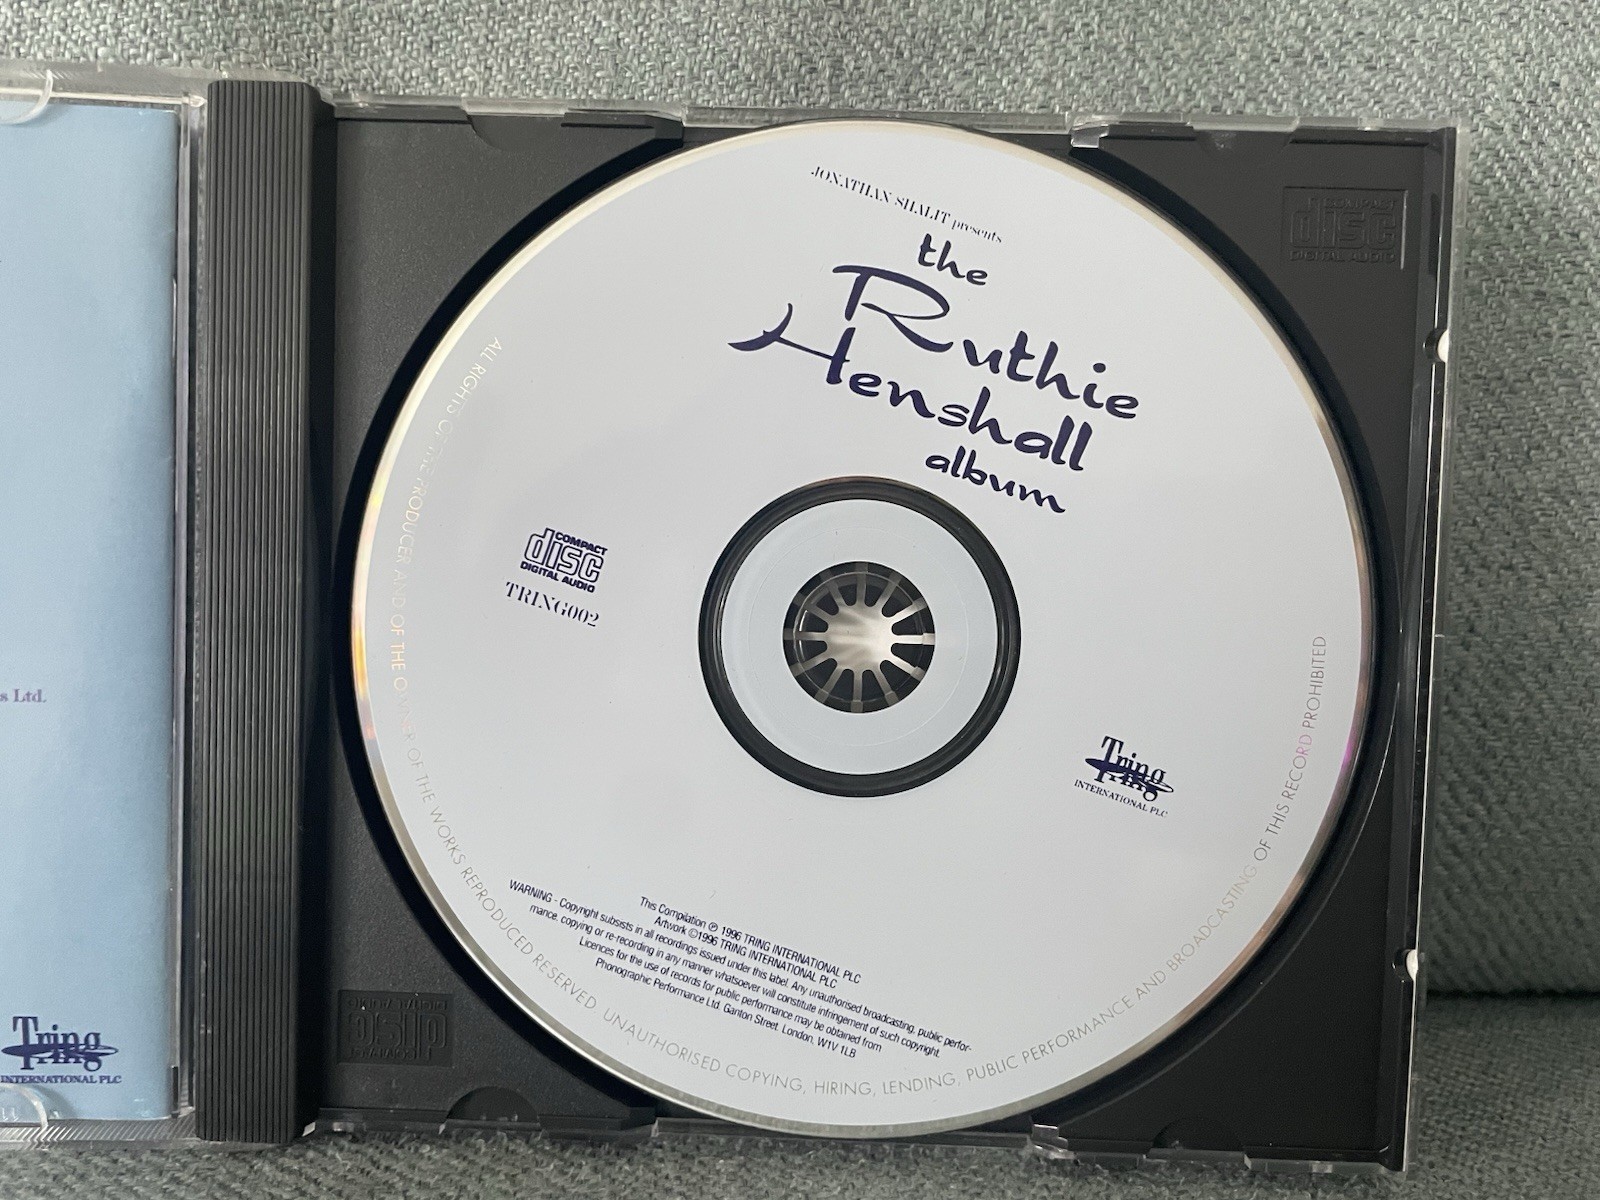 JONATHAN SHALIT presents
the
Ruthie
Henshall
album
COMPACT
disc
DIGITAL AUDIO
TRING002
Tring
INTERNATIONAL PLC
This Compilation ℗ 1996 TRING INTERNATIONAL PLC
Artwork ©1996 TRING INTERNATIONAL PLC
WARNING - Copyright subsists in all recordings issued under this label. Any unauthorised broadcasting, public perfor-
mance, copying or re-recording in any manner whatsoever will constitute infringement of such copyright.
Licences for the use of records for public performance may be obtained from
Phonographic Performance Ltd. Ganton Street, London, W1V 1LB
ALL RIGHTS OF THE PRODUCER AND OF THE OWNER OF THE WORKS REPRODUCED RESERVED UNAUTHORISED COPYING, HIRING, LENDING, PUBLIC PERFORMANCE AND BROADCASTING OF THIS RECORD PROHIBITED
s Ltd.
Tring
INTERNATIONAL PLC
COMPACT
disc
DIGITAL AUDIO
COMPACT
disc
DIGITAL AUDIO